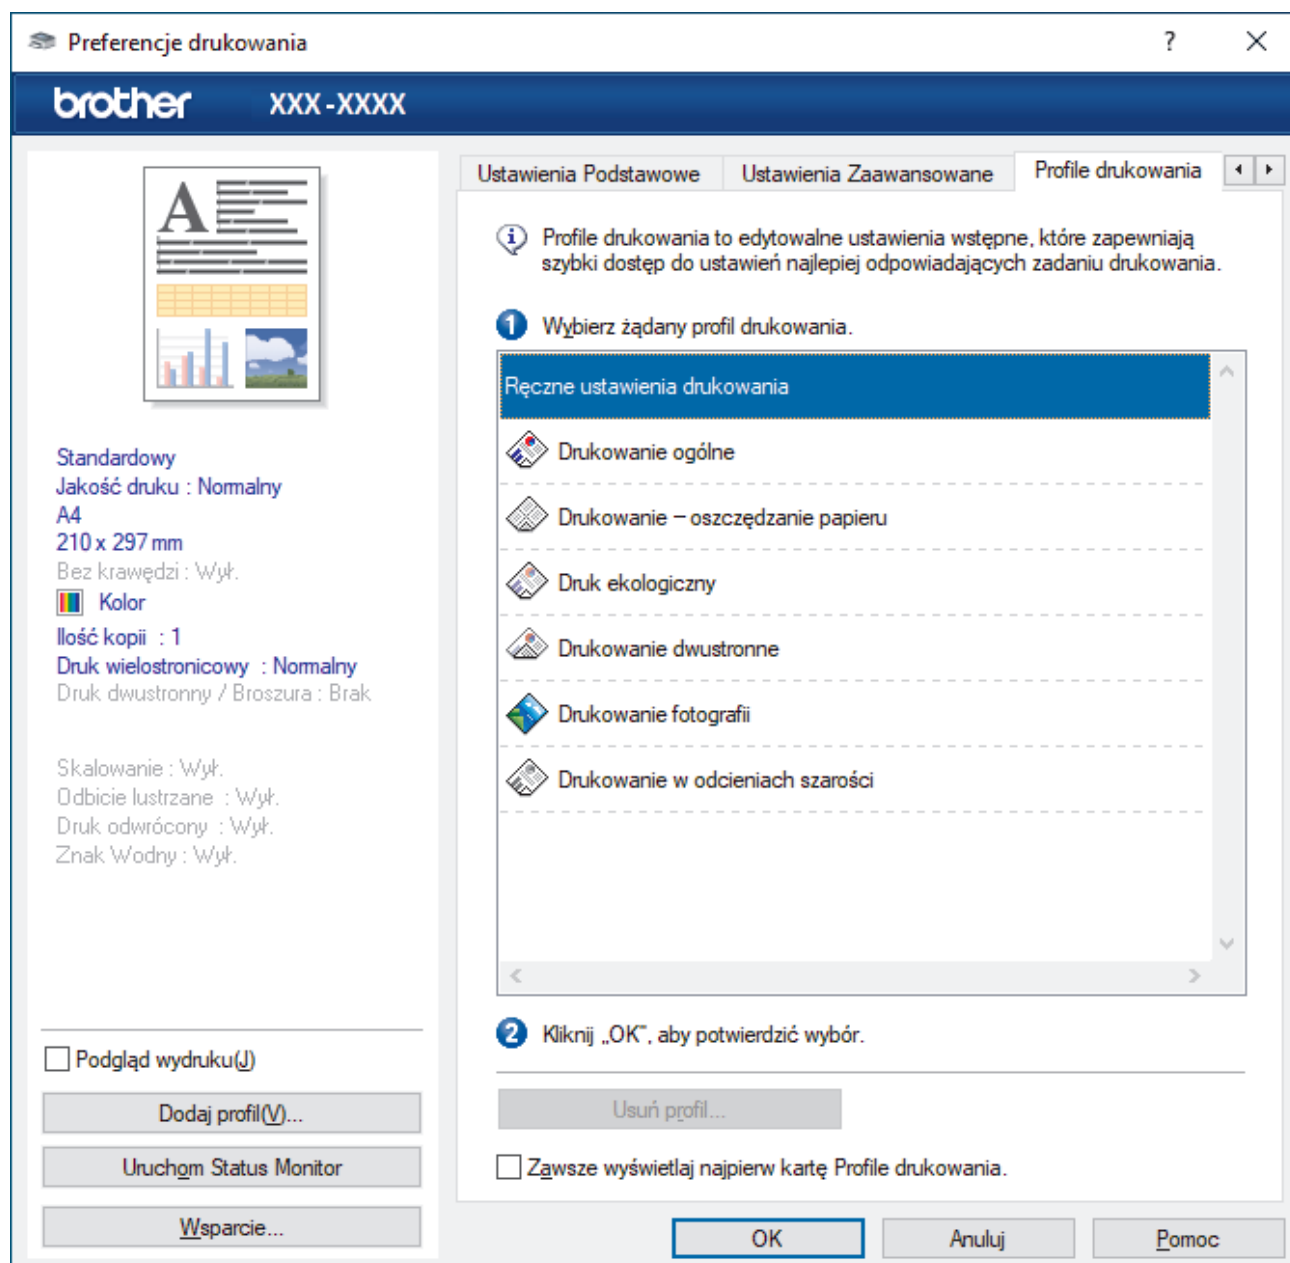 Preferencje drukowania
?
brother XXX-XXXX
A
Standardowy
Jakość druku : Normalny
A4
210 x 297 mm
Bez krawędzi : Wył.
Kolor
Ilość kopii : 1
Druk wielostronicowy : Normalny
Druk dwustronny / Broszura : Brak
Skalowanie : Wył.
Odbicie lustrzane : Wył.
Druk odwrócony : Wył.
Znak Wodny : Wył.
Podgląd wydruku(J)
Dodaj profil(V)...
Uruchom Status Monitor
Wsparcie...
Ustawienia Podstawowe
Ustawienia Zaawansowane
Profile drukowania
Profile drukowania to edytowalne ustawienia wstępne, które zapewniają
szybki dostęp do ustawień najlepiej odpowiadających zadaniu drukowania.
1 Wybierz żądany profil drukowania.
Ręczne ustawienia drukowania
Drukowanie ogólne
Drukowanie – oszczędzanie papieru
Druk ekologiczny
Drukowanie dwustronne
Drukowanie fotografii
Drukowanie w odcieniach szarości
2 Kliknij „OK”, aby potwierdzić wybór.
Usuń profil...
Zawsze wyświetlaj najpierw kartę Profile drukowania.
OK
Anuluj
Pomoc